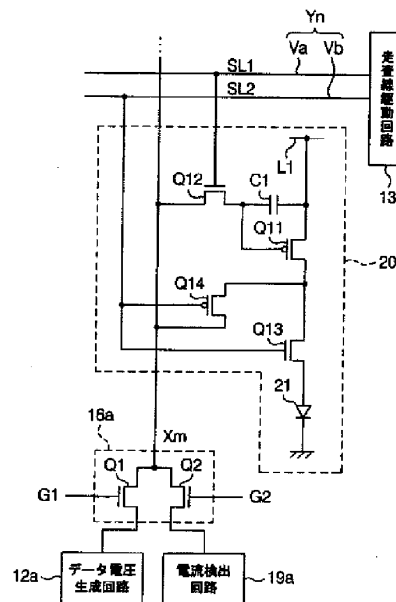 Yn
Va Vb
SL1
SL2
走査線駆動回路
13
L1
C1
Q12
Q11
20
Q14
Q13
21
Xm
16a
Q1 Q2
G1 G2
12a データ電圧生成回路
電流検出回路 19a